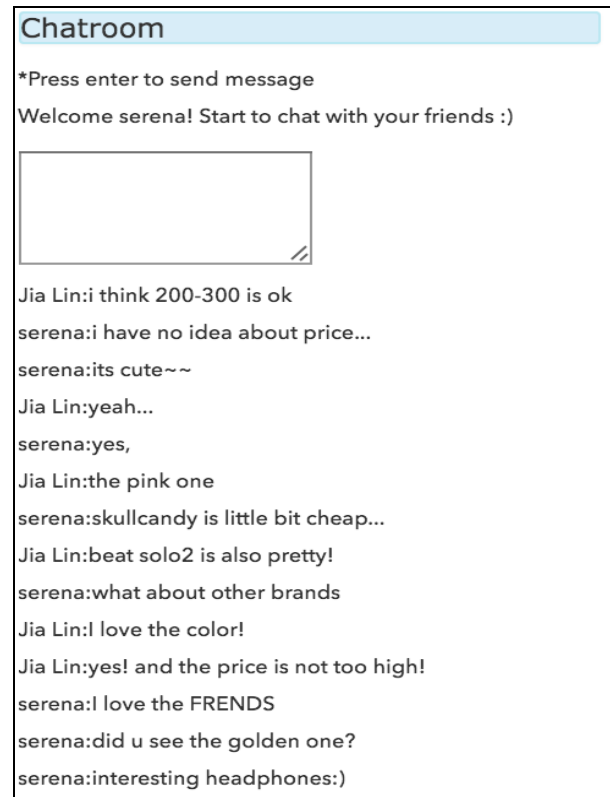 Chatroom
*Press enter to send message
Welcome serena! Start to chat with your friends :)
Jia Lin:i think 200-300 is ok
serena:i have no idea about price...
serena:its cute~~
Jia Lin:yeah...
serena:yes,
Jia Lin:the pink one
serena:skullcandy is little bit cheap...
Jia Lin:beat solo2 is also pretty!
serena:what about other brands
Jia Lin:I love the color!
Jia Lin:yes! and the price is not too high!
serena:I love the FRENDS
serena:did u see the golden one?
serena:interesting headphones:)